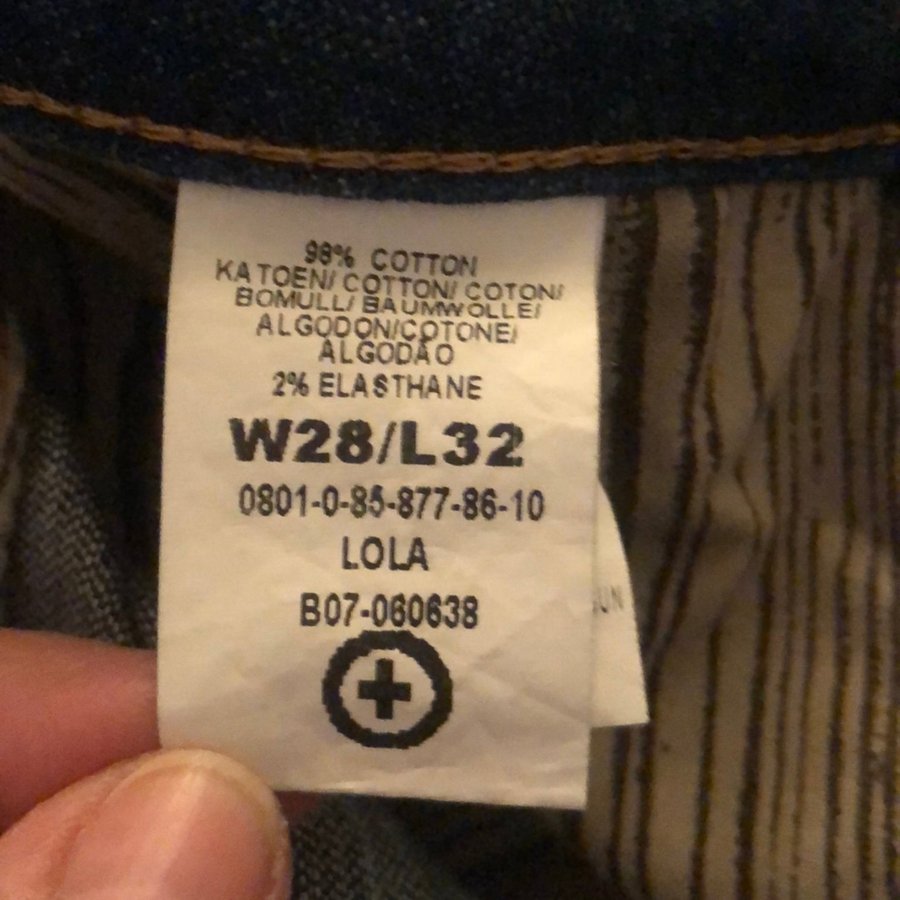 98% COTTON
KATOEN/ COTTON/ COTON/
BOMULL/ BAUMWOLLE/
ALGODON/COTONE/
ALGODÃO
2% ELASTHANE
W28/L32
0801-0-85-877-86-10
LOLA
B07-060638